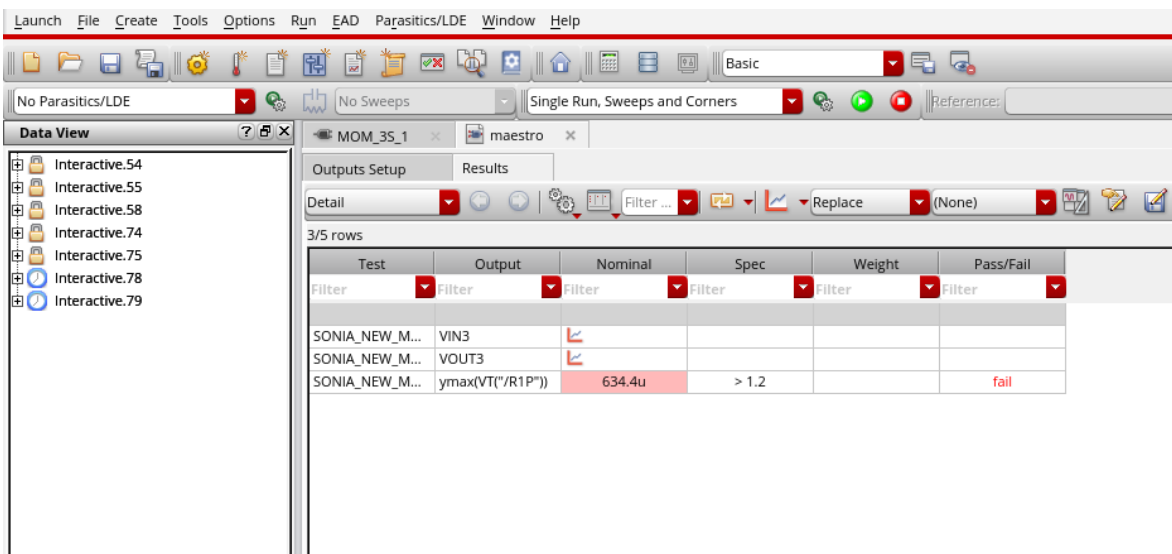 Launch File Create Tools Options Run EAD Parasitics/LDE Window Help
Basic
No Parasitics/LDE No Sweeps Single Run, Sweeps and Corners Reference:
Data View MOM_3S_1 maestro
Interactive.54
Interactive.55
Interactive.58
Interactive.74
Interactive.75
Interactive.78
Interactive.79
Outputs Setup Results
Detail Filter ... Replace (None)
3/5 rows
Test Output Nominal Spec Weight Pass/Fail
Filter Filter Filter Filter Filter Filter
SONIA_NEW_M... VIN3
SONIA_NEW_M... VOUT3
SONIA_NEW_M... ymax(VT("/R1P")) 634.4u > 1.2 fail